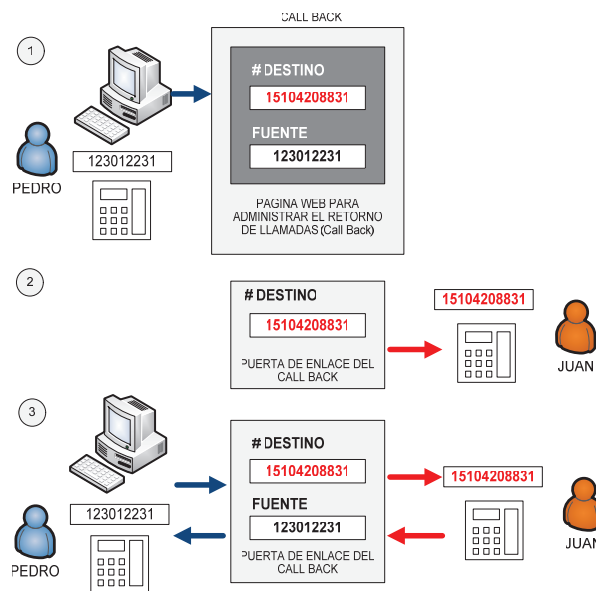 CALL BACK
1
# DESTINO
15104208831
FUENTE
123012231
123012231
PEDRO
PAGINA WEB PARA
ADMINISTRAR EL RETORNO
DE LLAMADAS (Call Back)
2
# DESTINO
15104208831
PUERTA DE ENLACE DEL
CALL BACK
15104208831
JUAN
3
# DESTINO
15104208831
FUENTE
123012231
PUERTA DE ENLACE DEL
CALL BACK
123012231
PEDRO
15104208831
JUAN